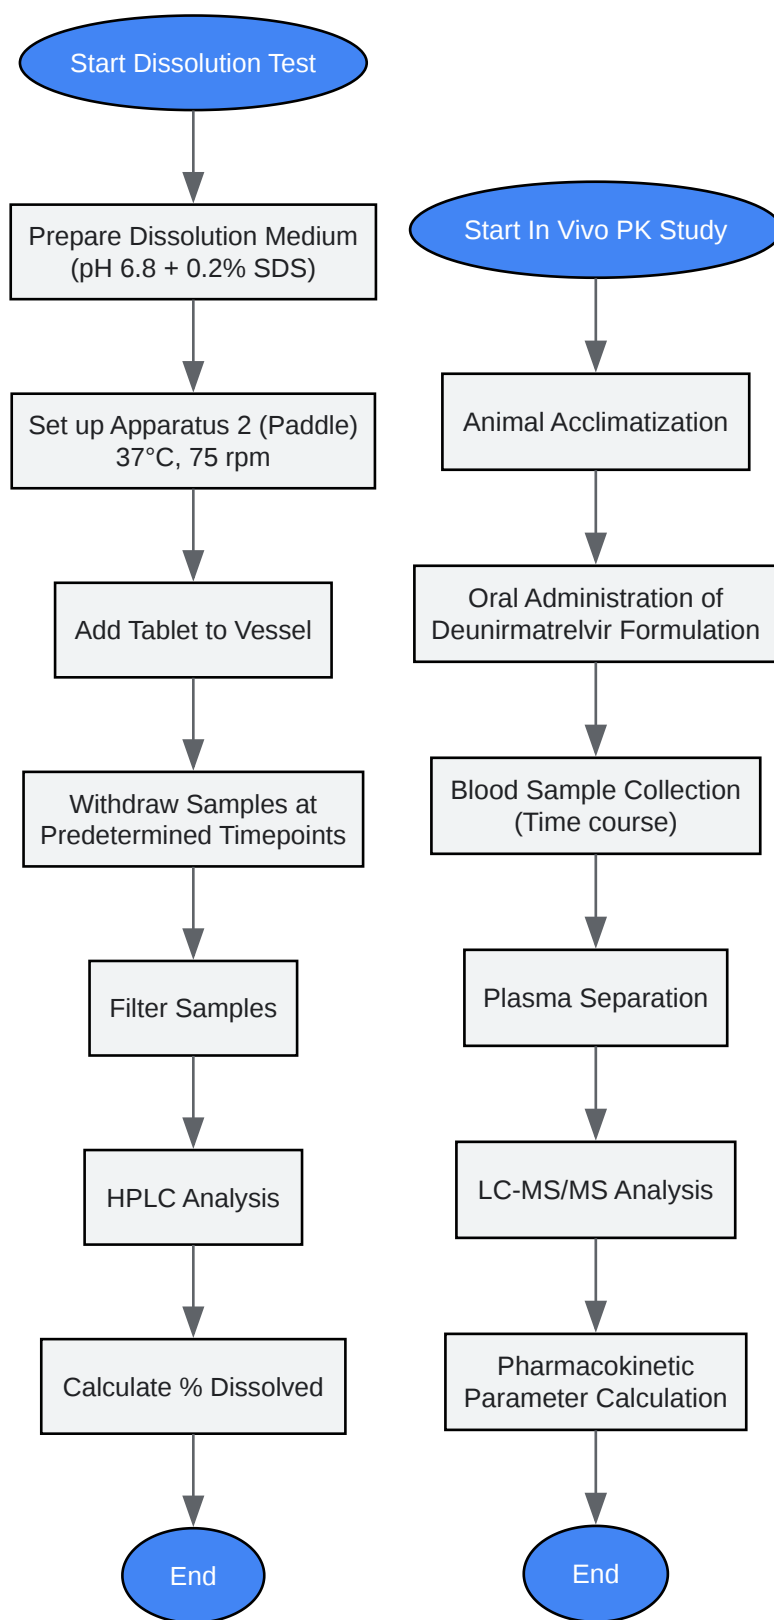 Start Dissolution Test
Prepare Dissolution Medium
(pH 6.8 + 0.2% SDS)
Set up Apparatus 2 (Paddle)
37°C, 75 rpm
Add Tablet to Vessel
Withdraw Samples at
Predetermined Timepoints
Filter Samples
HPLC Analysis
Calculate % Dissolved
End
Start In Vivo PK Study
Animal Acclimatization
Oral Administration of
Deunirmatrelvir Formulation
Blood Sample Collection
(Time course)
Plasma Separation
LC-MS/MS Analysis
Pharmacokinetic
Parameter Calculation
End